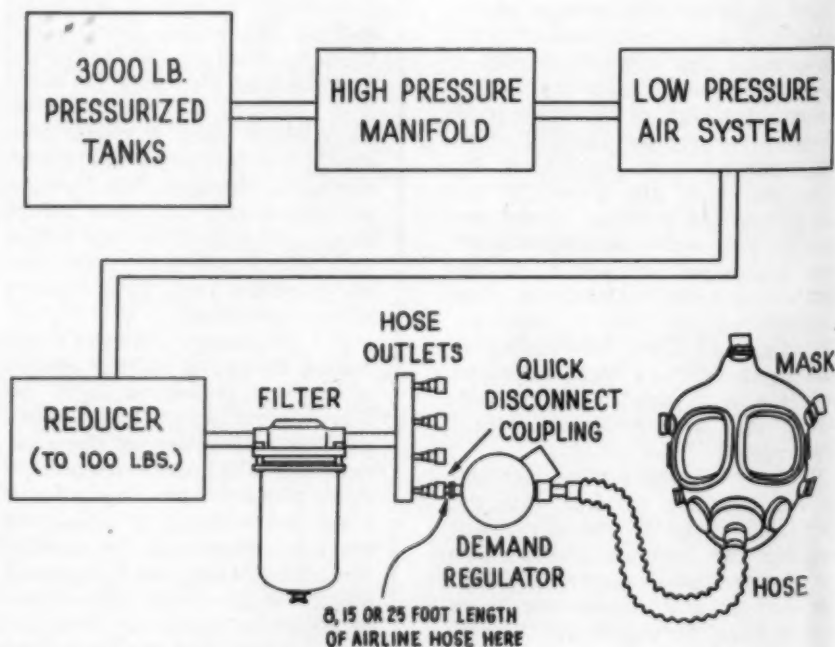 3000 LB.
PRESSURIZED
TANKS
HIGH PRESSURE
MANIFOLD
LOW PRESSURE
AIR SYSTEM
REDUCER
(TO 100 LBS.)
FILTER
HOSE
OUTLETS
QUICK
DISCONNECT
COUPLING
MASK
DEMAND
REGULATOR
HOSE
8, 15 OR 25 FOOT LENGTH
OF AIRLINE HOSE HERE